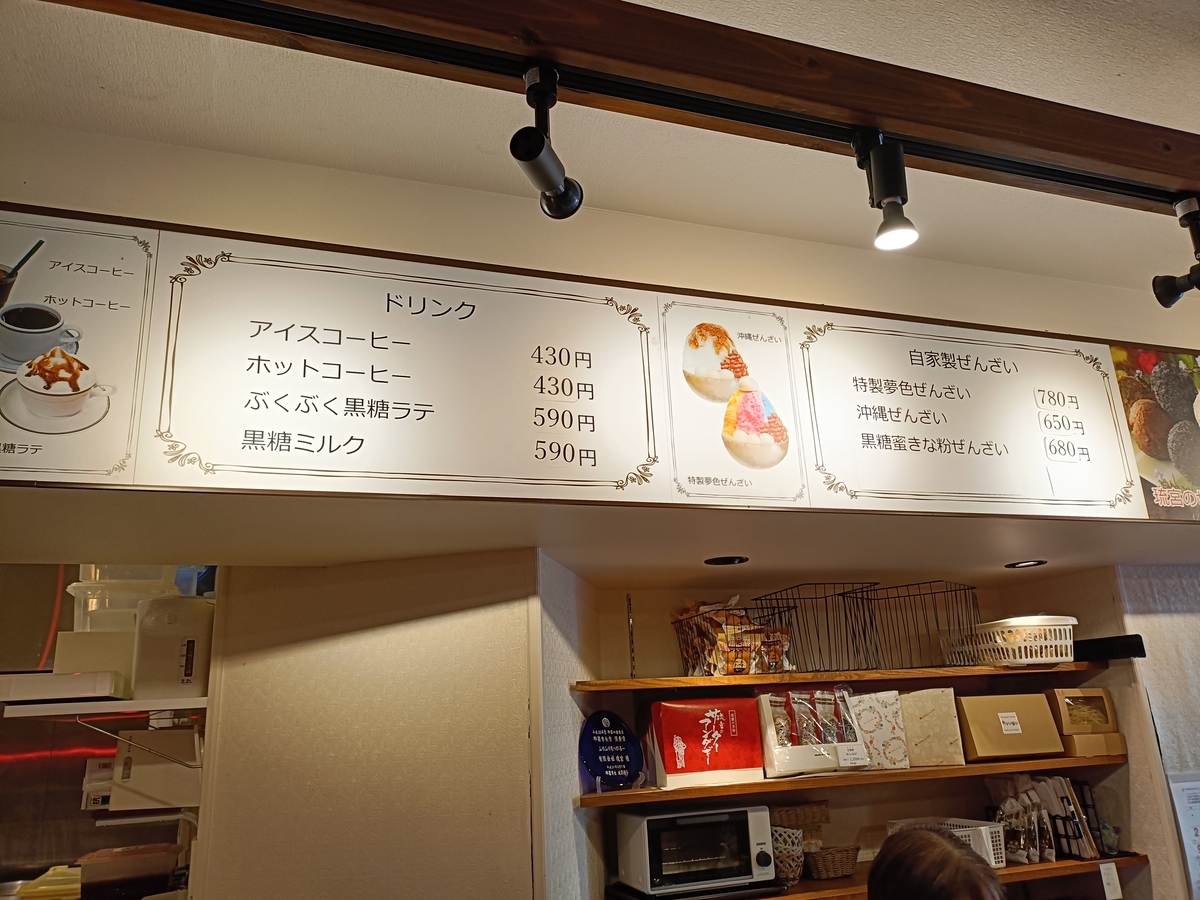 アイスコーヒー
ホットコーヒー
黒糖ラテ
ドリンク
アイスコーヒー 430円
ホットコーヒー 430円
ぶくぶく黒糖ラテ 590円
黒糖ミルク 590円
沖縄ぜんざい
特製夢色ぜんざい
自家製ぜんざい
特製夢色ぜんざい 780円
沖縄ぜんざい 650円
黒糖蜜きな粉ぜんざい 680円
琉宮の
サーターアンダギー
2.2L